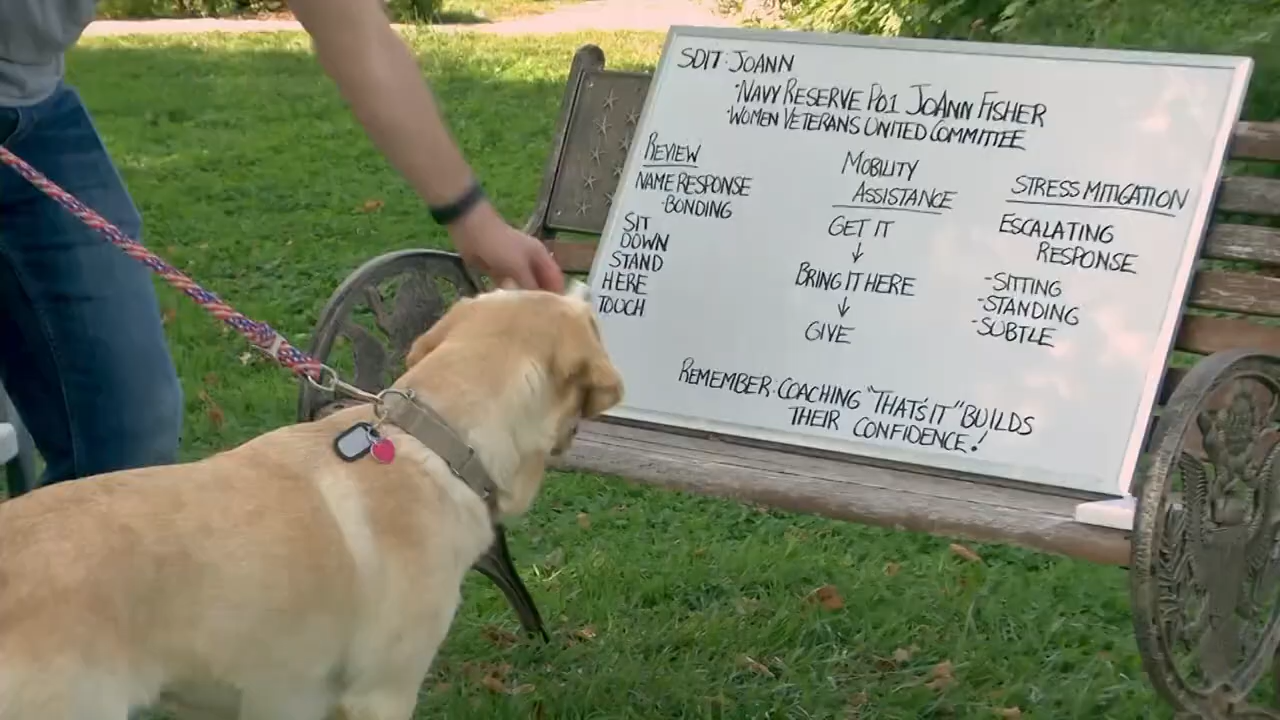 SDIT: JOANN
-NAVY RESERVE PO1 JOANN FISHER
-WOMEN VETERANS UNITED COMMITTEE
REVIEW
NAME RESPONSE
-BONDING
SIT
DOWN
STAND
HERE
TOUCH
MOBILITY
ASSISTANCE
GET IT
↓
BRING IT HERE
↓
GIVE
STRESS MITIGATION
ESCALATING
RESPONSE
-SITTING
-STANDING
-SUBTLE
REMEMBER: COACHING "THAT'S IT" BUILDS
THEIR CONFIDENCE!